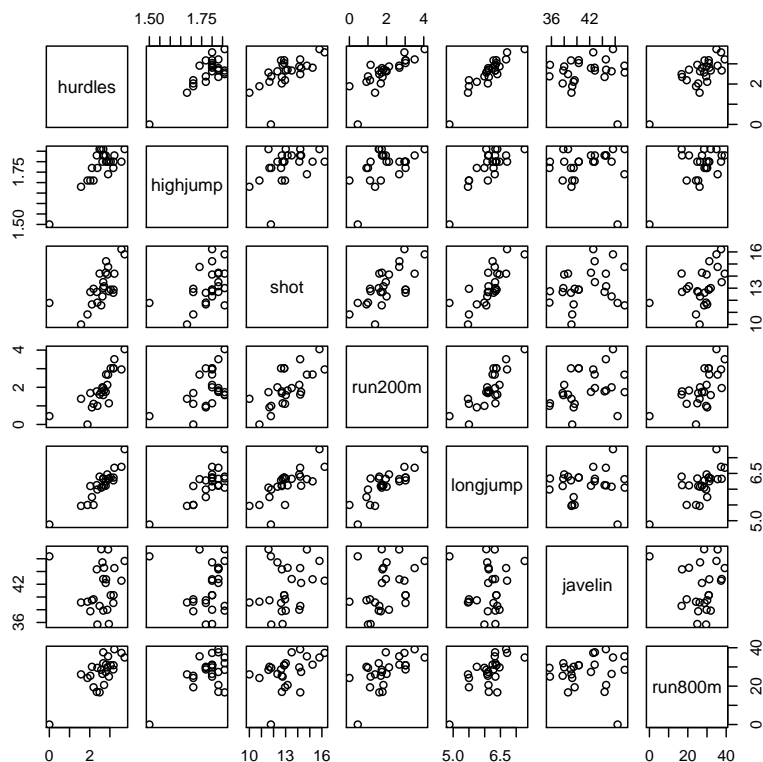 1.50 1.75 0 2 4 36 42
hurdles 0 2
1.50 1.75 highjump
shot 10 13 16
0 2 4 run200m
longjump 5.0 6.5
36 42 javelin
run800m 0 20 40
0 2 10 13 16 5.0 6.5 0 20 40